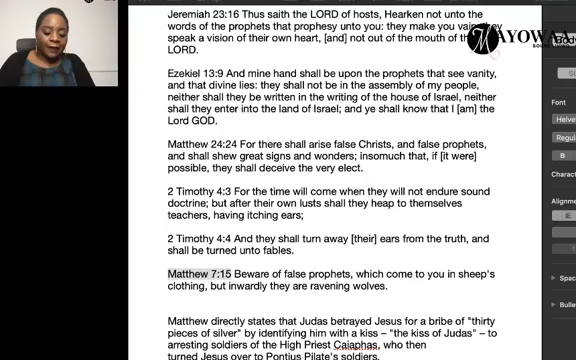 Jeremiah 23:16 Thus saith the LORD of hosts, Hearken not unto the
words of the prophets that prophesy unto you: they make you vain: they
speak a vision of their own heart, [and] not out of the mouth of the
LORD.
Ezekiel 13:9 And mine hand shall be upon the prophets that see vanity,
and that divine lies: they shall not be in the assembly of my people,
neither shall they be written in the writing of the house of Israel, neither
shall they enter into the land of Israel; and ye shall know that I [am] the
Lord GOD.
Matthew 24:24 For there shall arise false Christs, and false prophets,
and shall shew great signs and wonders; insomuch that, if [it were]
possible, they shall deceive the very elect.
2 Timothy 4:3 For the time will come when they will not endure sound
doctrine; but after their own lusts shall they heap to themselves
teachers, having itching ears;
2 Timothy 4:4 And they shall turn away [their] ears from the truth, and
shall be turned unto fables.
Matthew 7:15 Beware of false prophets, which come to you in sheep's
clothing, but inwardly they are ravening wolves.
Matthew directly states that Judas betrayed Jesus for a bribe of "thirty
pieces of silver" by identifying him with a kiss – "the kiss of Judas" – to
arresting soldiers of the High Priest Caiaphas, who then
turned Jesus over to Pontius Pilate's soldiers.
MAYOWAA
Font
Helve
Regul
B
Charac
Alignme
Spac
Bulle